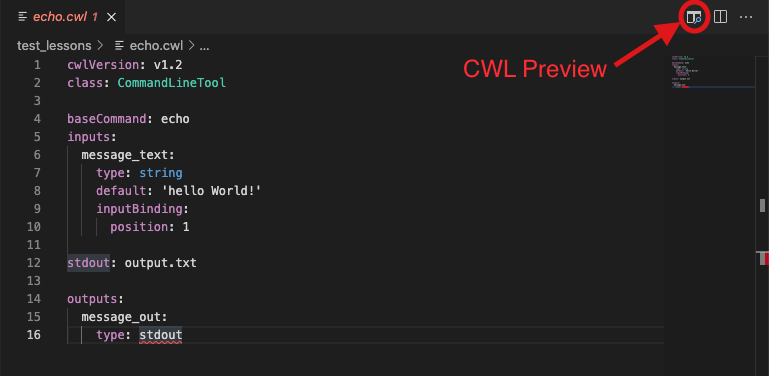 echo.cwl 1
CWL Preview
test_lessons > echo.cwl > ...
1 cwlVersion: v1.2
2 class: CommandLineTool
3
4 baseCommand: echo
5 inputs:
6   message_text:
7     type: string
8     default: 'hello World!'
9     inputBinding:
10       position: 1
11
12 stdout: output.txt
13
14 outputs:
15   message_out:
16     type: stdout